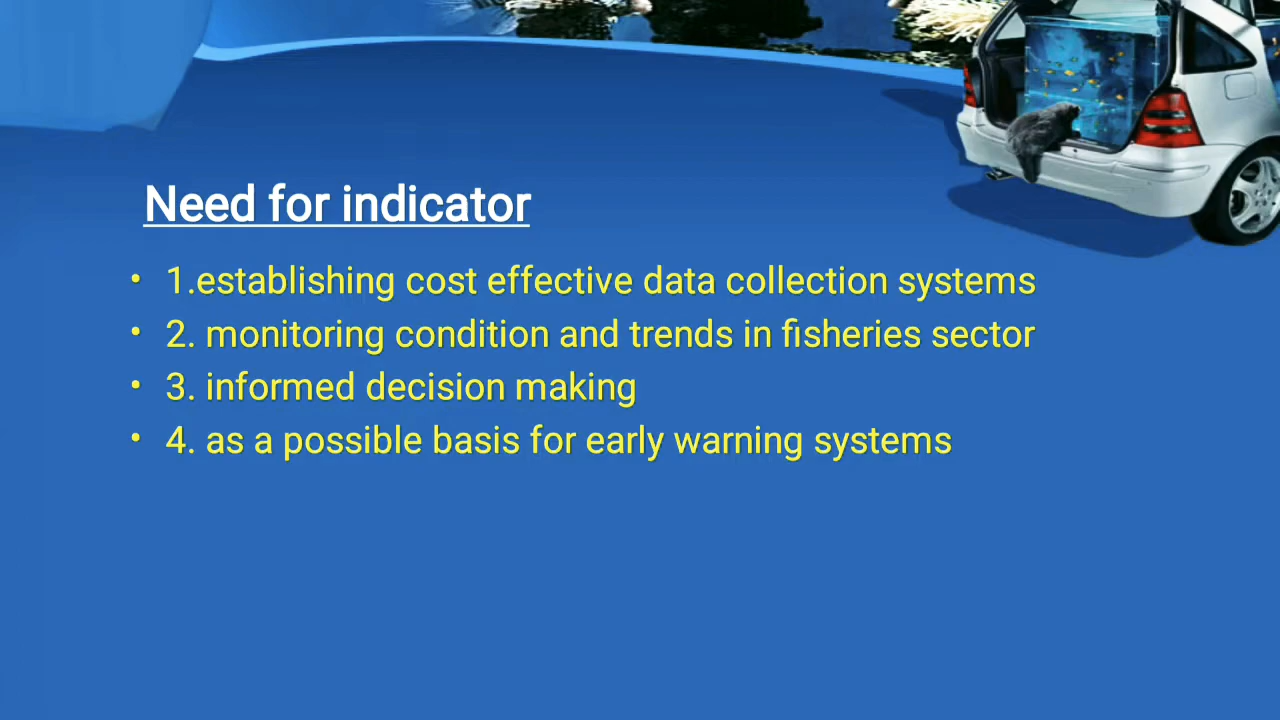 Need for indicator
• 1.establishing cost effective data collection systems
• 2. monitoring condition and trends in fisheries sector
• 3. informed decision making
• 4. as a possible basis for early warning systems